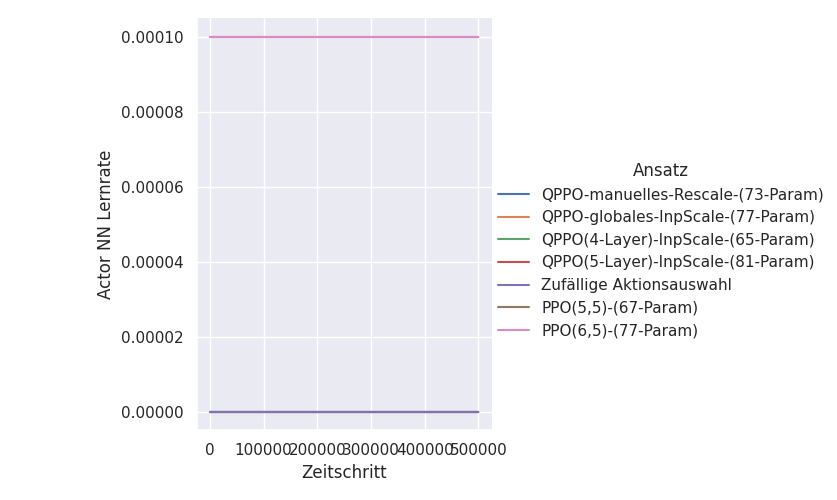 0.00010
0.00008
0.00006
0.00004
0.00002
0.00000
Actor NN Lernrate
0 100000 200000 300000 400000 500000
Zeitschritt
Ansatz
QPPO-manuelles-Rescale-(73-Param)
QPPO-globales-InpScale-(77-Param)
QPPO(4-Layer)-InpScale-(65-Param)
QPPO(5-Layer)-InpScale-(81-Param)
Zufällige Aktionsauswahl
PPO(5,5)-(67-Param)
PPO(6,5)-(77-Param)